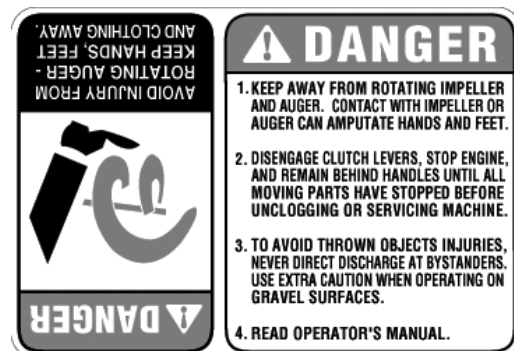 DANGER
AVOID INJURY FROM
ROTATING AUGER -
KEEP HANDS, FEET
AND CLOTHING AWAY.
DANGER
1. KEEP AWAY FROM ROTATING IMPELLER
AND AUGER. CONTACT WITH IMPELLER OR
AUGER CAN AMPUTATE HANDS AND FEET.
2. DISENGAGE CLUTCH LEVERS, STOP ENGINE,
AND REMAIN BEHIND HANDLES UNTIL ALL
MOVING PARTS HAVE STOPPED BEFORE
UNCLOGGING OR SERVICING MACHINE.
3. TO AVOID THROWN OBJECTS INJURIES,
NEVER DIRECT DISCHARGE AT BYSTANDERS.
USE EXTRA CAUTION WHEN OPERATING ON
GRAVEL SURFACES.
4. READ OPERATOR'S MANUAL.